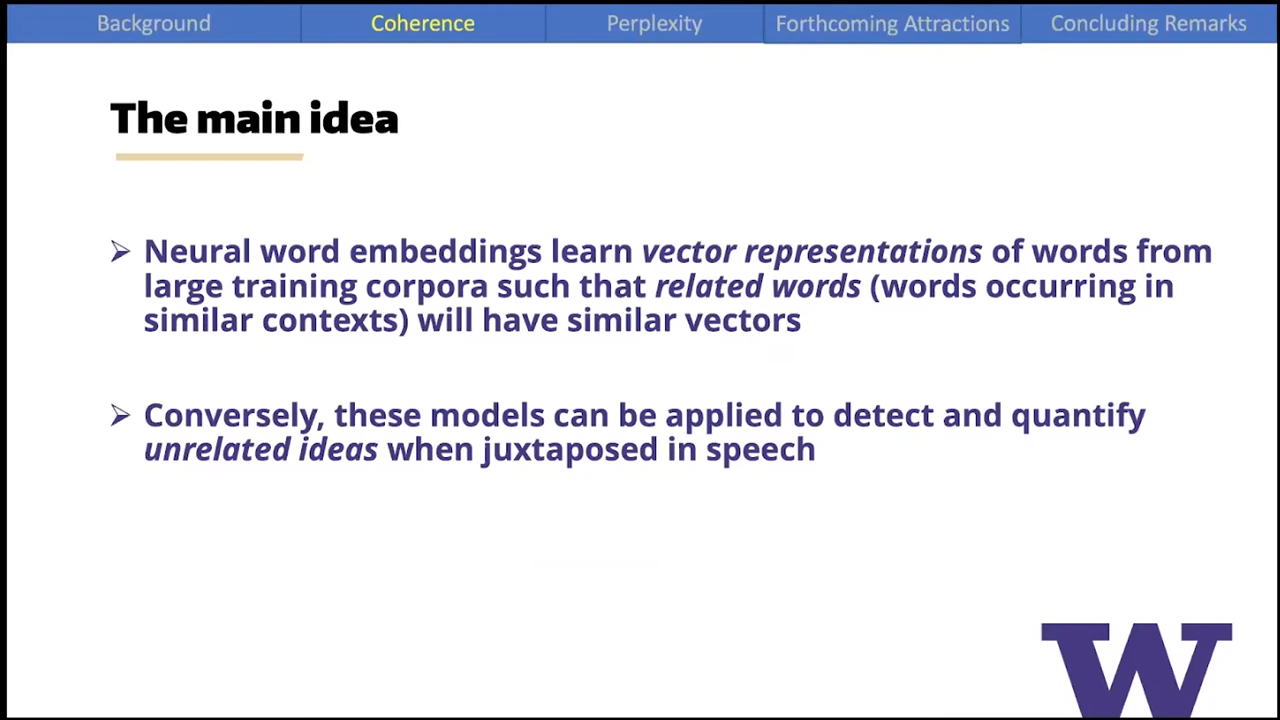 Background Coherence Perplexity Forthcoming Attractions Concluding Remarks
The main idea
Neural word embeddings learn vector representations of words from
large training corpora such that related words (words occurring in
similar contexts) will have similar vectors
Conversely, these models can be applied to detect and quantify
unrelated ideas when juxtaposed in speech
W